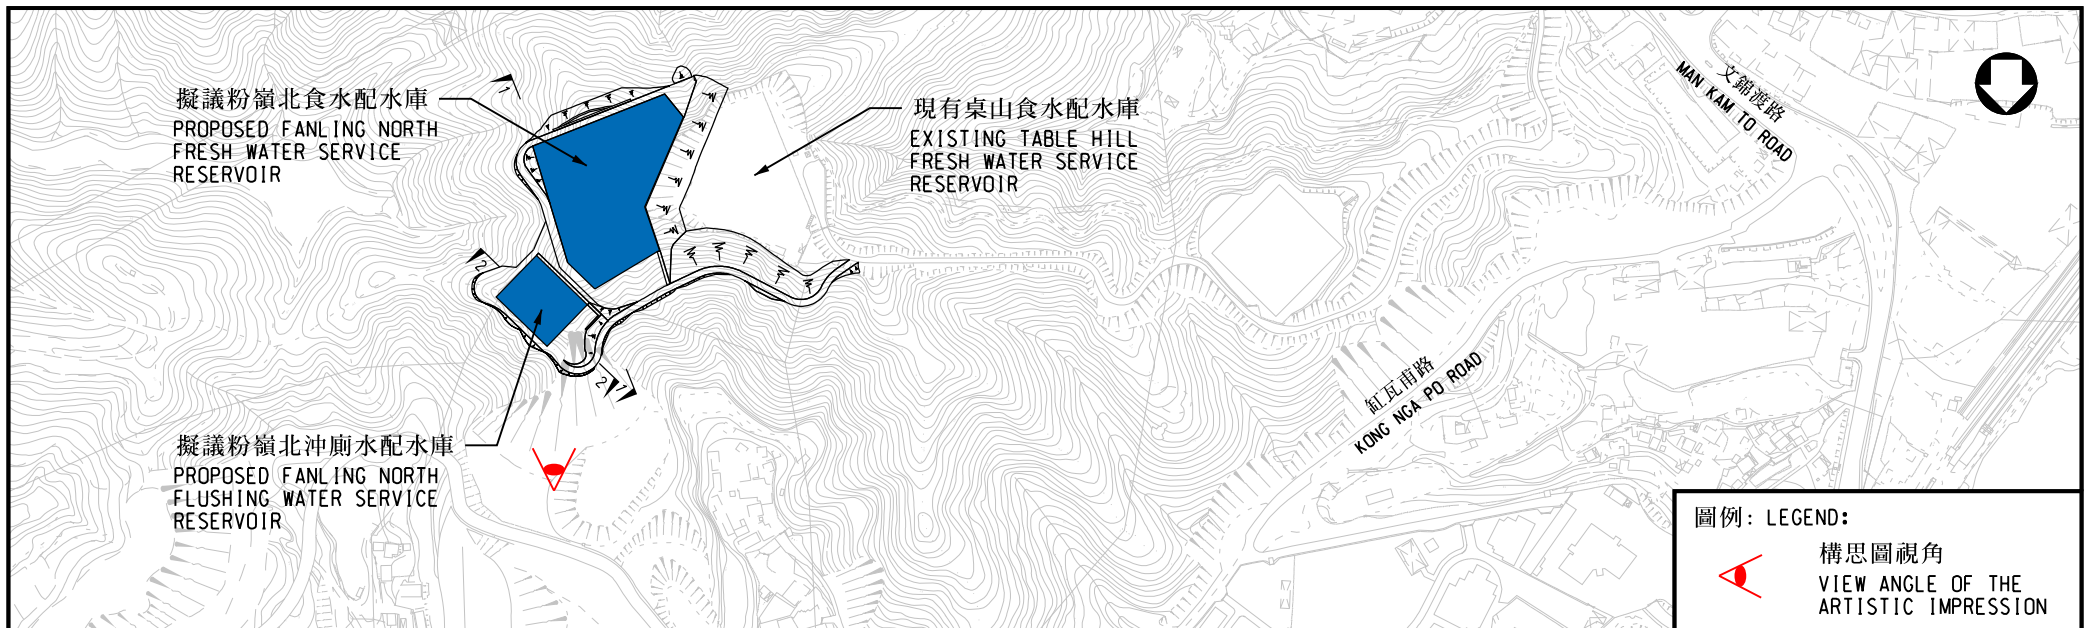 擬議粉嶺北食水配水庫
PROPOSED FANLING NORTH
FRESH WATER SERVICE
RESERVOIR
現有桌山食水配水庫
EXISTING TABLE HILL
FRESH WATER SERVICE
RESERVOIR
文錦渡路
MAN KAM TO ROAD
1
2
2
1
缸瓦甫路
KONG NGA PO ROAD
擬議粉嶺北沖廁水配水庫
PROPOSED FANLING NORTH
FLUSHING WATER SERVICE
RESERVOIR
圖例: LEGEND:
構思圖視角
VIEW ANGLE OF THE
ARTISTIC IMPRESSION